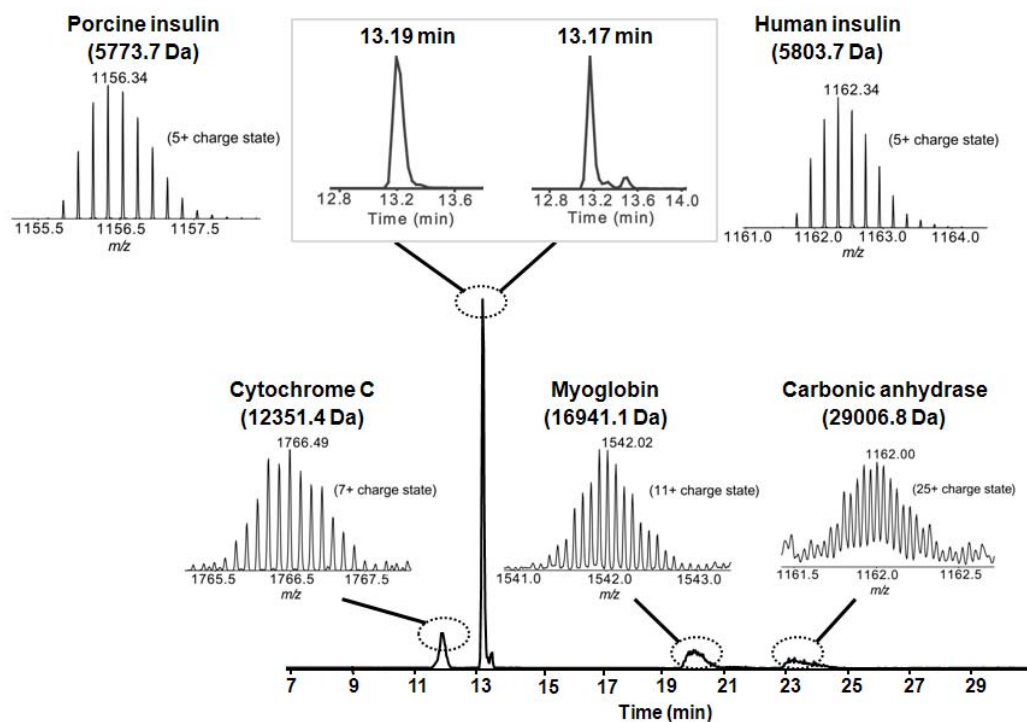 Porcine insulin
(5773.7 Da)
1156.34
(5+ charge state)
1155.5 1156.5 1157.5
m/z
13.19 min
12.8 13.2 13.6
Time (min)
13.17 min
12.8 13.2 13.6 14.0
Time (min)
Human insulin
(5803.7 Da)
1162.34
(5+ charge state)
1161.0 1162.0 1163.0 1164.0
m/z
Cytochrome C
(12351.4 Da)
1766.49
(7+ charge state)
1765.5 1766.5 1767.5
m/z
Myoglobin
(16941.1 Da)
1542.02
(11+ charge state)
1541.0 1542.0 1543.0
m/z
Carbonic anhydrase
(29006.8 Da)
1162.00
(25+ charge state)
1161.5 1162.0 1162.5
m/z
7 9 11 13 15 17 19 21 23 25 27 29
Time (min)